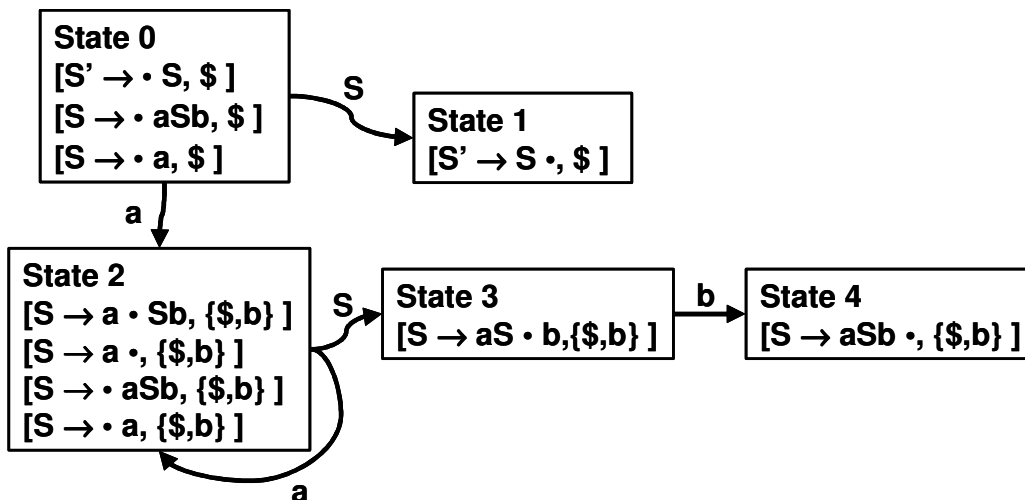 State 0
[S’ → • S, $ ]
[S → • aSb, $ ]
[S → • a, $ ]
S
State 1
[S’ → S •, $ ]
a
State 2
[S → a • Sb, {$,b} ]
[S → a •, {$,b} ]
[S → • aSb, {$,b} ]
[S → • a, {$,b} ]
S
a
State 3
[S → aS • b,{$,b} ]
b
State 4
[S → aSb •, {$,b} ]